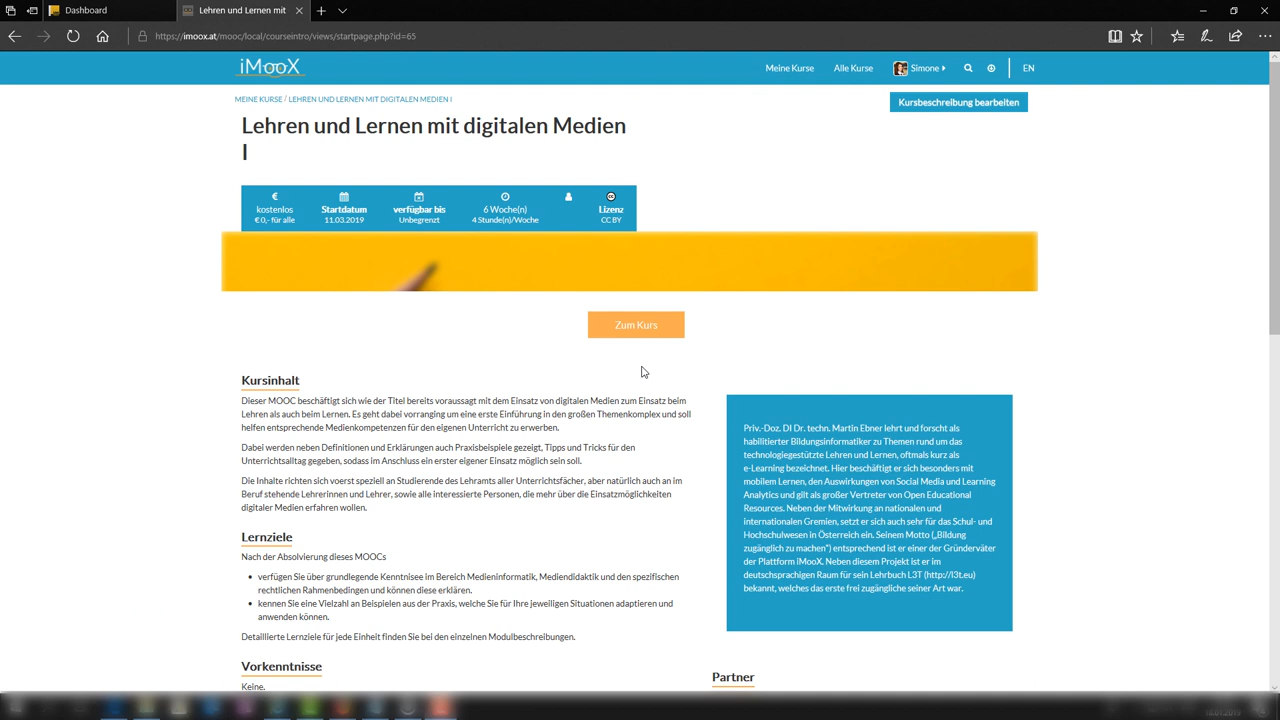 Dashboard
Lehren und Lernen mit
https://imoox.at/mooc/local/courseintro/views/startpage.php?id=65
iMooX
Meine Kurse
Alle Kurse
Simone
EN
MEINE KURSE / LEHREN UND LERNEN MIT DIGITALEN MEDIEN I
Kursbeschreibung bearbeiten
Lehren und Lernen mit digitalen Medien
I
kostenlos
€ 0,- für alle
Startdatum
11.03.2019
verfügbar bis
Unbegrenzt
6 Woche(n)
4 Stunde(n)/Woche
Lizenz
CC BY
Zum Kurs
Kursinhalt
Dieser MOOC beschäftigt sich wie der Titel bereits voraussagt mit dem Einsatz von digitalen Medien zum Einsatz beim
Lehren als auch beim Lernen. Es geht dabei vorranging um eine erste Einführung in den großen Themenkomplex und soll
helfen entsprechende Medienkompetenzen für den eigenen Unterricht zu erwerben.
Dabei werden neben Definitionen und Erklärungen auch Praxisbeispiele gezeigt, Tipps und Tricks für den
Unterrichtsalltag gegeben, sodass im Anschluss ein erster eigener Einsatz möglich sein soll.
Die Inhalte richten sich voerst speziell an Studierende des Lehramts aller Unterrichtsfächer, aber natürlich auch an im
Beruf stehende Lehrerinnen und Lehrer, sowie alle interessierte Personen, die mehr über die Einsatzmöglichkeiten
digitaler Medien erfahren wollen.
Lernziele
Nach der Absolvierung dieses MOOCs
• verfügen Sie über grundlegende Kenntnisee im Bereich Medieninformatik, Mediendidaktik und den spezifischen
rechtlichen Rahmenbedingen und können diese erklären.
• kennen Sie eine Vielzahl an Beispielen aus der Praxis, welche Sie für Ihre jeweiligen Situationen adaptieren und
anwenden können.
Detaillierte Lernziele für jede Einheit finden Sie bei den einzelnen Modulbeschreibungen.
Vorkenntnisse
Keine.
Priv.-Doz. DI Dr. techn. Martin Ebner lehrt und forscht als
habilitierter Bildungsinformatiker zu Themen rund um das
technologiegestützte Lehren und Lernen, oftmals kurz als
e-Learning bezeichnet. Hier beschäftigt er sich besonders mit
mobilem Lernen, den Auswirkungen von Social Media und Learning
Analytics und gilt als großer Vertreter von Open Educational
Resources. Neben der Mitwirkung an nationalen und
internationalen Gremien, setzt er sich auch sehr für das Schul- und
Hochschulwesen in Österreich ein. Seinem Motto („Bildung
zugänglich zu machen") entsprechend ist er einer der Gründerväter
der Plattform iMooX. Neben diesem Projekt ist er im
deutschsprachigen Raum für sein Lehrbuch L3T (http://l3t.eu)
bekannt, welches das erste frei zugängliche seiner Art war.
Partner